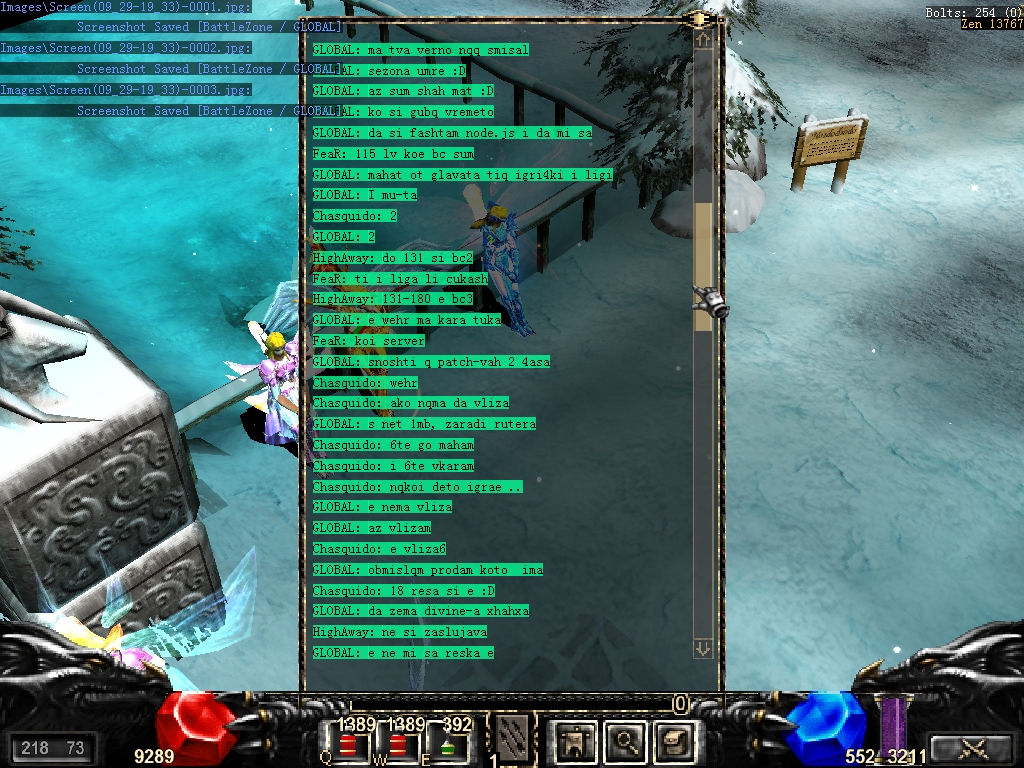 Images\Screen(09_29-19_33)-0001.jpg:
Screenshot Saved [BattleZone / GLOBAL]
Images\Screen(09_29-19_33)-0002.jpg:
Screenshot Saved [BattleZone / GLOBAL]
Images\Screen(09_29-19_33)-0003.jpg:
Screenshot Saved [BattleZone / GLOBAL]
Bolts: 254 (0)
Zen 13767
GLOBAL: ma tva verno nqq smisal
GLOBAL: sezona umre :D
GLOBAL: az sum shah mat :D
GLOBAL: ko si gubq vremeto
GLOBAL: da si fashtam node.js i da mi sa
FeaR: 115 lv koe bc sum
GLOBAL: mahat ot glavata tiq igri4ki i ligi
GLOBAL: I mu-ta
Chasquido: 2
GLOBAL: 2
HighAway: do 131 si bc2
FeaR: ti i liga li cukash
HighAway: 131-180 e bc3
GLOBAL: e wehr ma kara tuka
FeaR: koi server
GLOBAL: snoshti q patch-vah 2 4asa
Chasquido: wehr
Chasquido: ako nqma da vliza
GLOBAL: s net 1mb, zaradi rutera
Chasquido: 6te go maham
Chasquido: i 6te vkaram
Chasquido: nqkoi deto igrae ..
GLOBAL: e nema vliza
GLOBAL: az vlizam
Chasquido: e vliza6
GLOBAL: obmislqm prodam koto  ima
Chasquido: 18 resa si e :D
GLOBAL: da zema divine-a xhahxa
HighAway: ne si zaslujava
GLOBAL: e ne mi sa reska e
0
1389 1389 392
Q W E 1
218 73
9289
552 3211